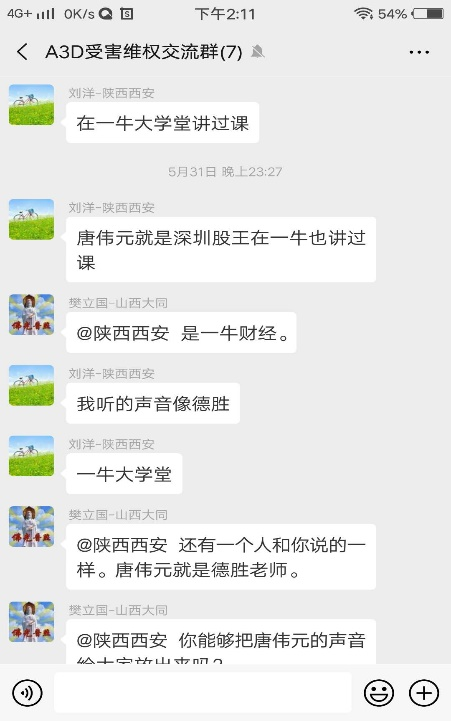 4G+ 0K/s 下午2:11 54%
A3D受害维权交流群(7)
刘洋-陕西西安
在一牛大学堂讲过课
5月31日 晚上23:27
刘洋-陕西西安
唐伟元就是深圳股王在一牛也讲过
课
樊立国-山西大同
@陕西西安 是一牛财经。
刘洋-陕西西安
我听的声音像德胜
刘洋-陕西西安
一牛大学堂
樊立国-山西大同
@陕西西安 还有一个人和你说的一
样。唐伟元就是德胜老师。
樊立国-山西大同
@陕西西安 你能够把唐伟元的声音
给大家放出来吗？